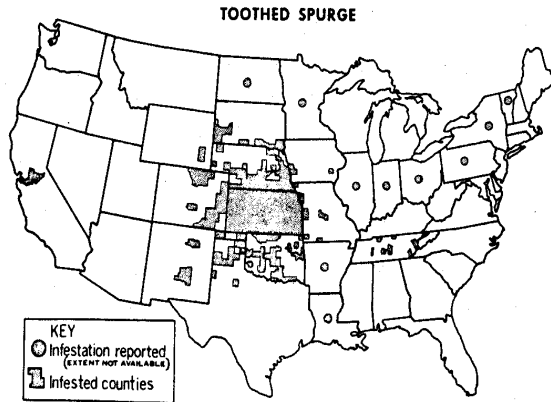 TOOTHED SPURGE
KEY
Infestation reported
(EXTENT NOT AVAILABLE)
Infested counties